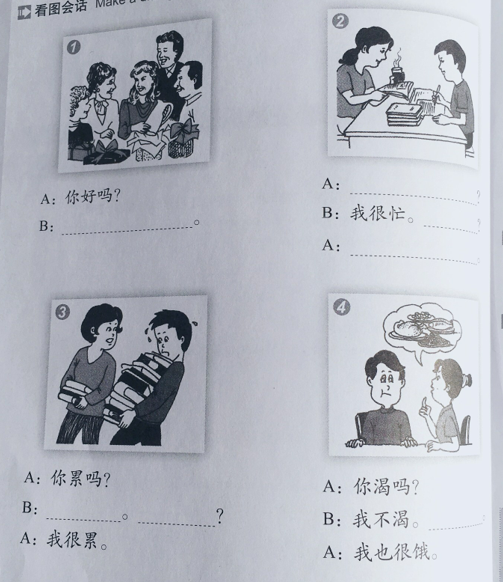 看图会话 Make a
1
A: 你好吗?
B: 。
2
A: ?
B: 我很忙。 ?
A: 。
3
A: 你累吗?
B: 。 ?
A: 我很累。
4
A: 你渴吗?
B: 我不渴。 。
A: 我也很饿。